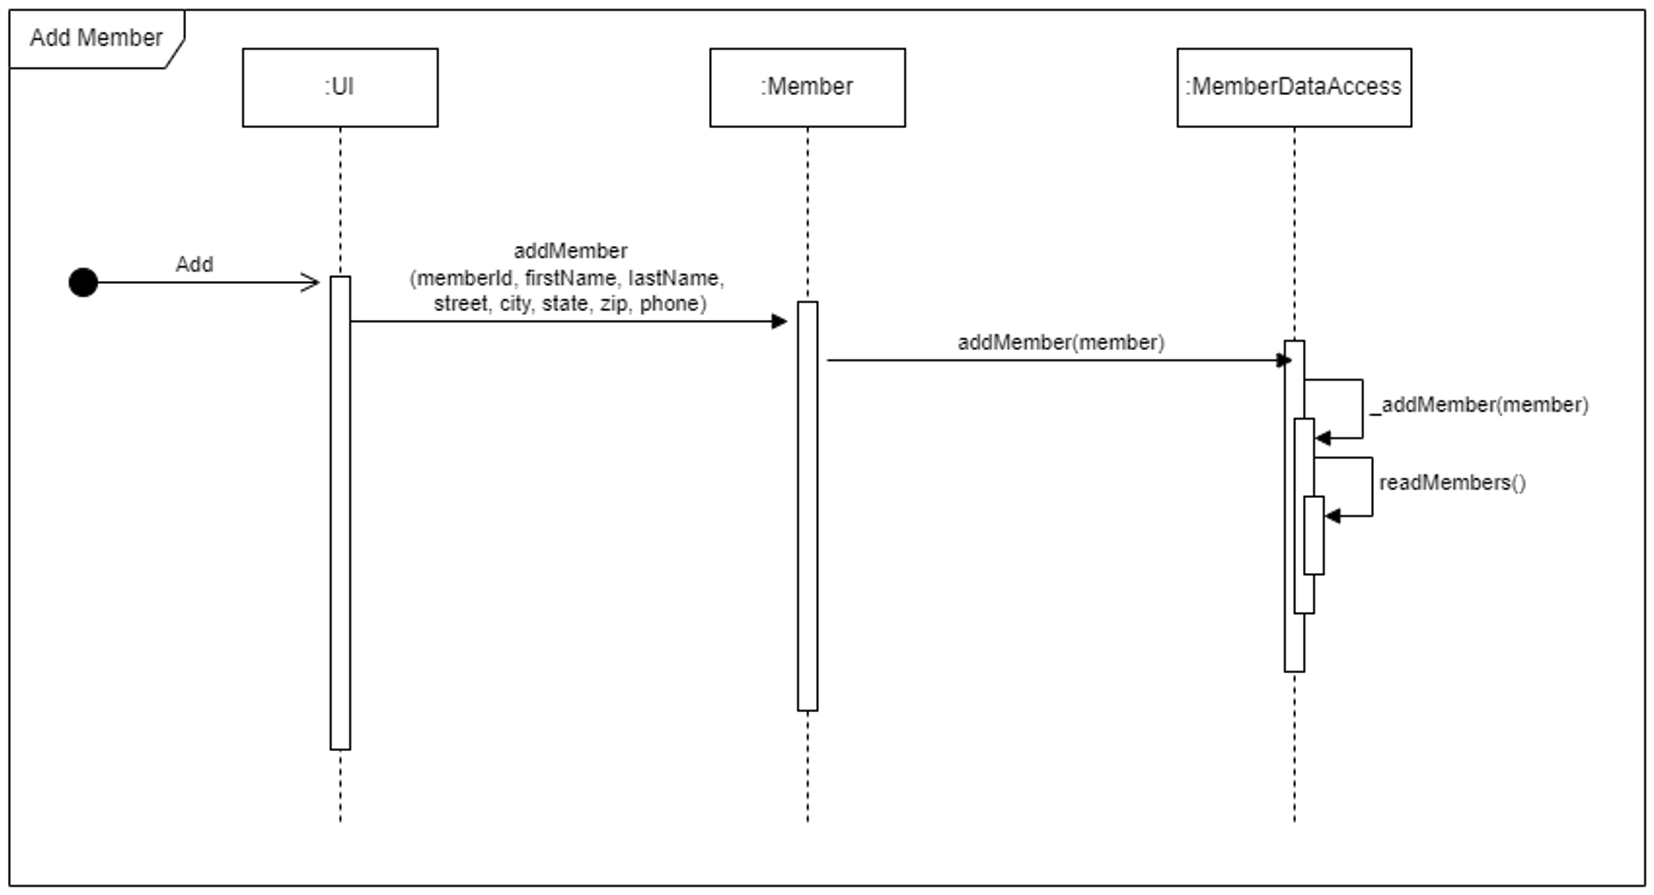 Add Member
:UI
:Member
:MemberDataAccess
Add
addMember
(memberId, firstName, lastName,
street, city, state, zip, phone)
addMember(member)
_addMember(member)
readMembers()